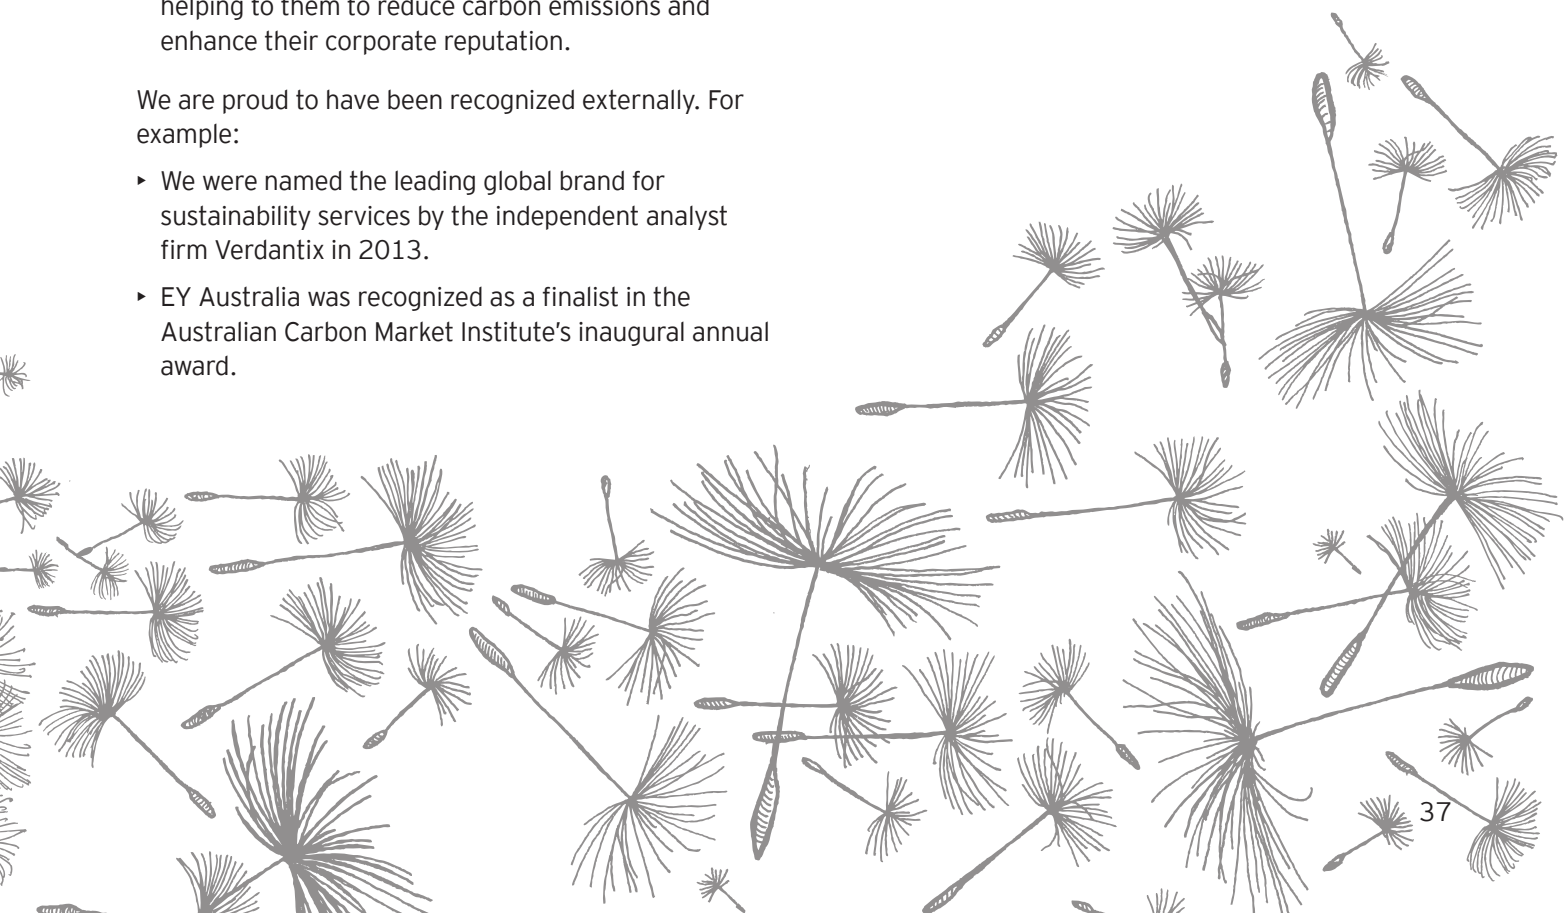 helping to them to reduce carbon emissions and
enhance their corporate reputation.
We are proud to have been recognized externally. For
example:
‣ We were named the leading global brand for
sustainability services by the independent analyst
firm Verdantix in 2013.
‣ EY Australia was recognized as a finalist in the
Australian Carbon Market Institute’s inaugural annual
award.
37